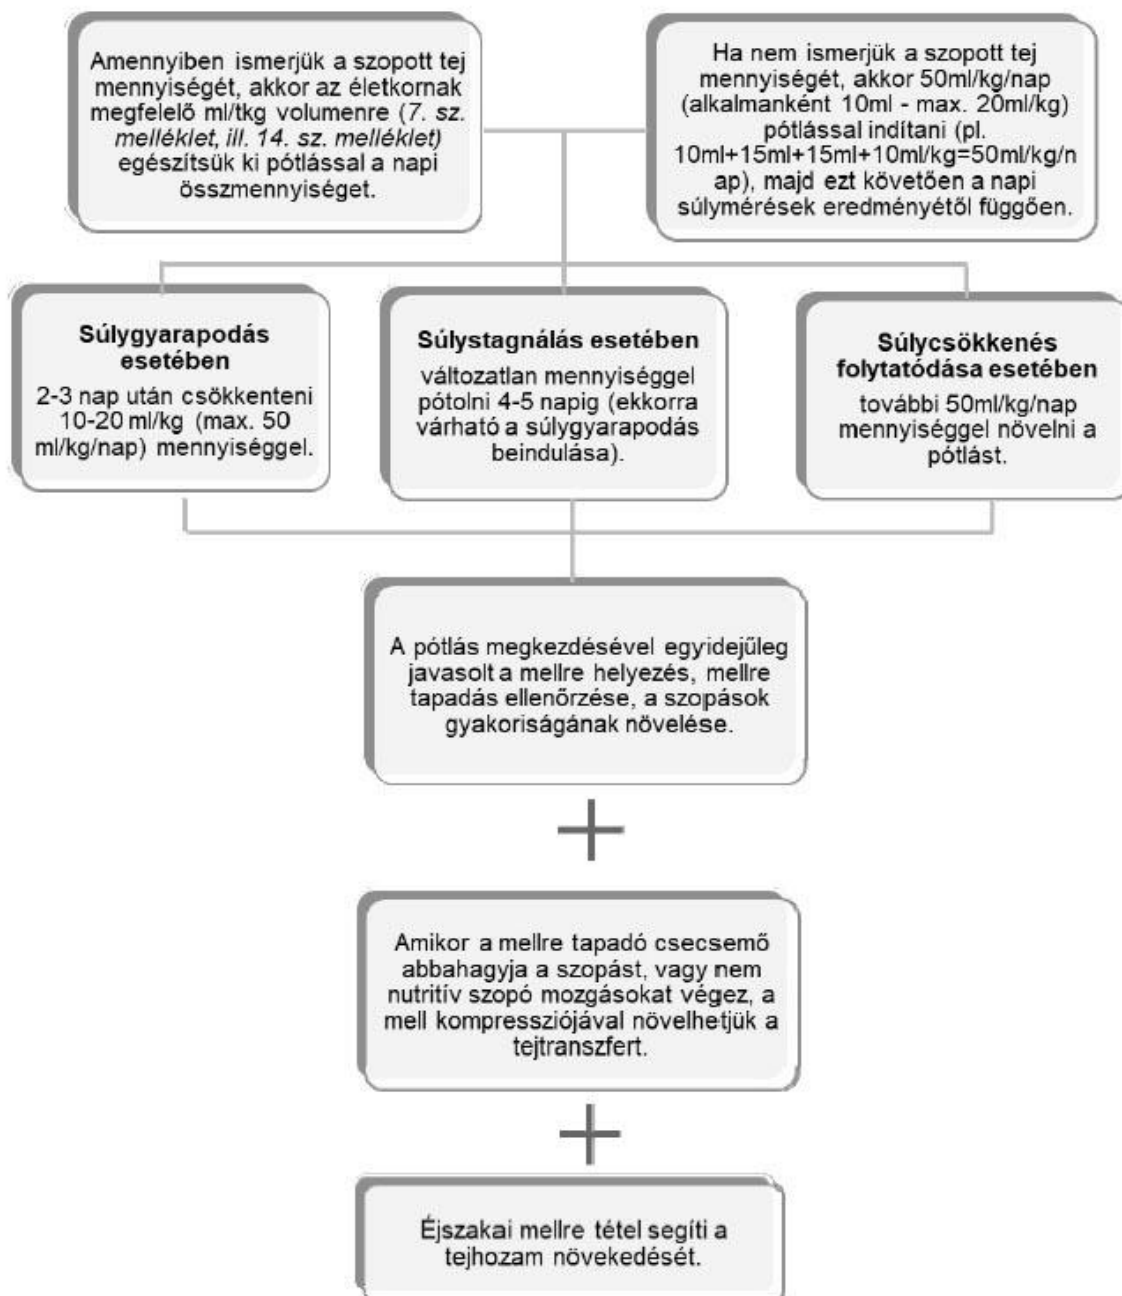 Amennyiben ismerjük a szopott tej
mennyiségét, akkor az életkornak
megfelelő ml/tkg volumenre (7. sz.
melléklet, ill. 14. sz. melléklet)
egészítsük ki pótlással a napi
összmennyiséget.
Ha nem ismerjük a szopott tej
mennyiségét, akkor 50ml/kg/nap
(alkalmanként 10ml - max. 20ml/kg)
pótlással indítani (pl.
10ml+15ml+15ml+10ml/kg=50ml/kg/n
ap), majd ezt követően a napi
súlymérések eredményétől függően.
Súlygyarapodás
esetében
2-3 nap után csökkenteni
10-20 ml/kg (max. 50
ml/kg/nap) mennyiséggel.
Súlystagnálás esetében
változatlan mennyiséggel
pótolni 4-5 napig (ekkorra
várható a súlygyarapodás
beindulása).
Súlycsökkenés
folytatódása esetében
további 50ml/kg/nap
mennyiséggel növelni a
pótlást.
A pótlás megkezdésével egyidejűleg
javasolt a mellre helyezés, mellre
tapadás ellenőrzése, a szopások
gyakoriságának növelése.
+
Amikor a mellre tapadó csecsemő
abbahagyja a szopást, vagy nem
nutritív szopó mozgásokat végez, a
mell kompressziójával növelhetjük a
tejtranszfert.
+
Éjszakai mellre tétel segíti a
tejhozam növekedését.